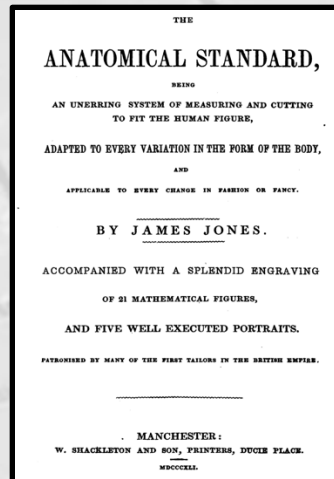 THE
ANATOMICAL STANDARD,
BEING
AN UNERRING SYSTEM OF MEASURING AND CUTTING
TO FIT THE HUMAN FIGURE,
ADAPTED TO EVERY VARIATION IN THE FORM OF THE BODY,
AND
APPLICABLE TO EVERY CHANGE IN FASHION OR FANCY.
BY JAMES JONES.
ACCOMPANIED WITH A SPLENDID ENGRAVING
OF 21 MATHEMATICAL FIGURES,
AND FIVE WELL EXECUTED PORTRAITS.
PATRONISED BY MANY OF THE FIRST TAILORS IN THE BRITISH EMPIRE.
MANCHESTER:
W. SHACKLETON AND SON, PRINTERS, DUCIE PLACE.
MDCCCXLI.